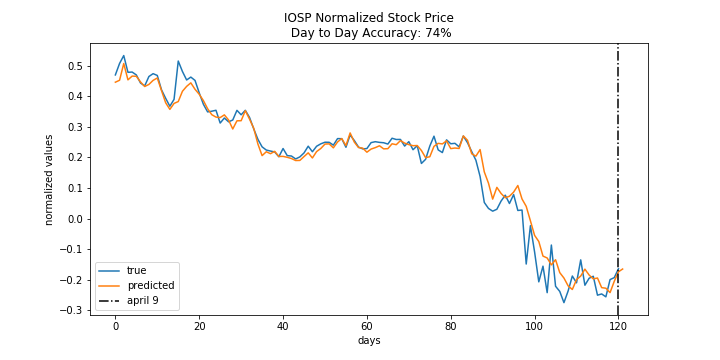 IOSP Normalized Stock Price
Day to Day Accuracy: 74%
normalized values
0.5
0.4
0.3
0.2
0.1
0.0
−0.1
−0.2
−0.3
true
predicted
april 9
0 20 40 60 80 100 120
days